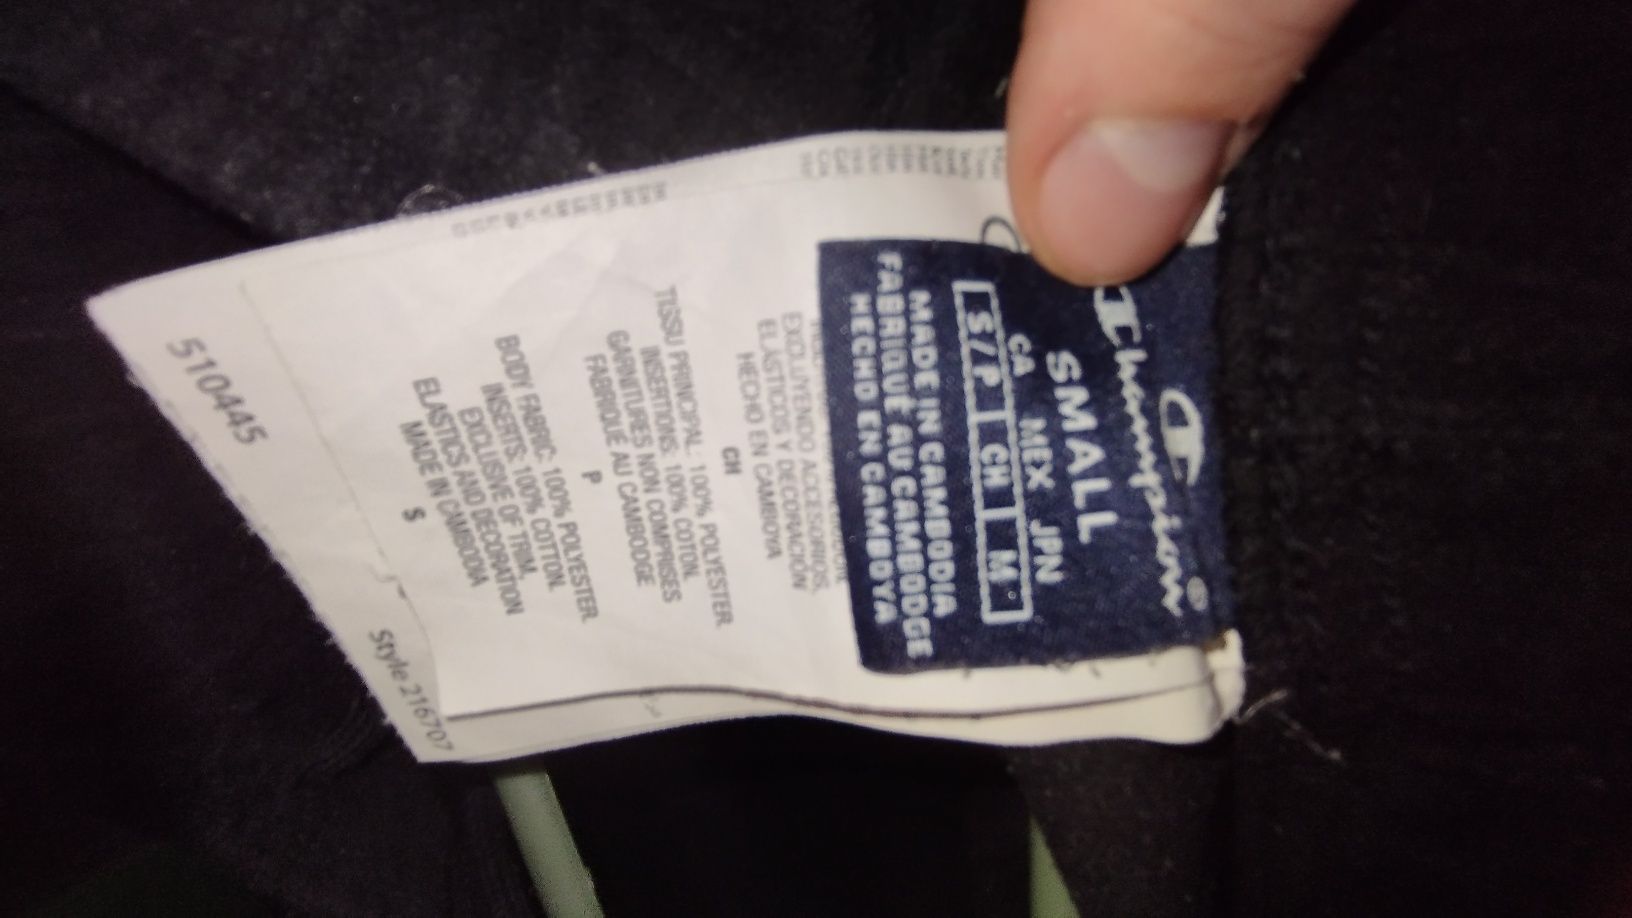 Champion®
SMALL
CA MEX JPN
S/P CH M
MADE IN CAMBODIA
FABRIQUÉ AU CAMBODGE
HECHO EN CAMBOYA
EXCLUYENDO ACCESORIOS,
ELÁSTICOS Y DECORACIÓN
HECHO EN CAMBOYA
CH
TISSU PRINCIPAL: 100% POLYESTER
INSERTIONS: 100% COTON.
GARNITURES NON COMPRISES
FABRIQUÉ AU CAMBODGE
P
BODY FABRIC: 100% POLYESTER
INSERTS: 100% COTTON.
EXCLUSIVE OF TRIM,
ELASTICS AND DECORATION
MADE IN CAMBODIA
S
510445
Style 216707